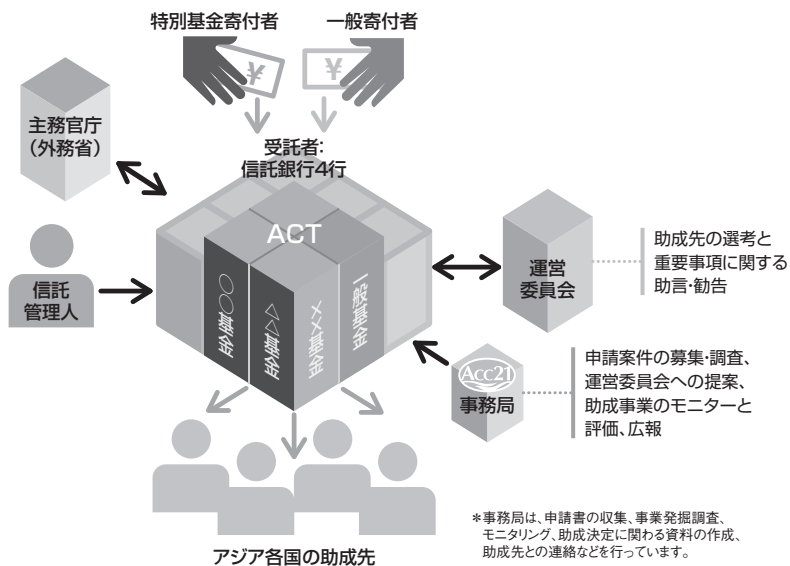 特別基金寄付者
一般寄付者
¥
¥
主務官庁
（外務省）
受託者：
信託銀行4行
ACT
○○基金
△△基金
××基金
一般基金
信託
管理人
運営
委員会
助成先の選考と
重要事項に関する
助言・勧告
Acc21
事務局
申請案件の募集・調査、
運営委員会への提案、
助成事業のモニターと
評価、広報
アジア各国の助成先
＊事務局は、申請書の収集、事業発掘調査、
モニタリング、助成決定に関わる資料の作成、
助成先との連絡などを行っています。